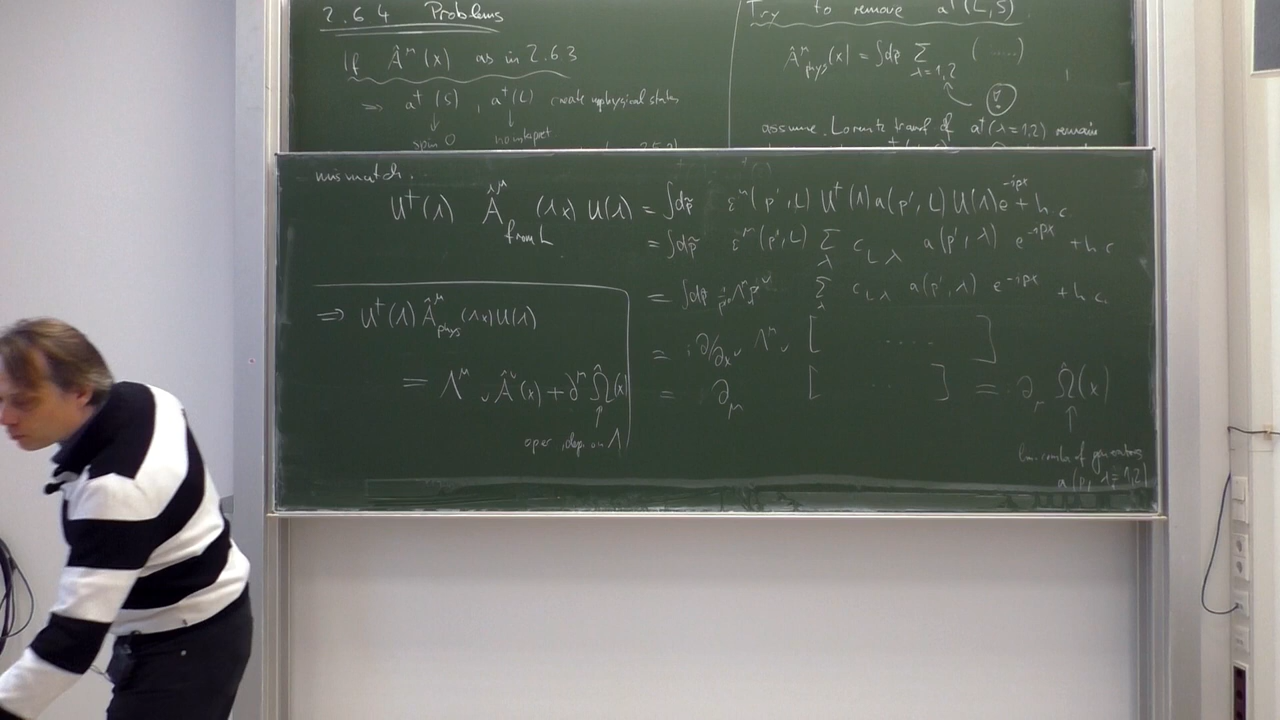 2.6.4 Problems
If Â^μ(x) as in 2.6.3
⇒ a†(S), a†(L) create unphysical states
↓ ↓
spin 0 no interpret
Try to remove a†(L,S)
Â^μ_phys(x) = ∫dp̃ Σ_{λ=1,2} (.....)
assume Lorentz transf of a†(λ=1,2) remain
mismatch.
U†(Λ) Â^μ_{from L} (Λx) U(Λ) = ∫dp̃ ε^μ(p',L) U†(Λ) a(p',L) U(Λ) e^{-ipx} + h.c.
= ∫dp̃ ε^μ(p',L) Σ_λ c_{Lλ} a(p',λ) e^{-ipx} + h.c.
= ∫dp̃ Λ^μ_ν p^ν Σ_λ c_{Lλ} a(p',λ) e^{-ipx} + h.c.
= i ∂/∂x^ν Λ^μ_ν [ ..... ]
= ∂_μ [ ... ] = ∂_μ Ω̂(x)
↑
lin. comb. of generators
a(p, λ=1,2)
⇒ U†(Λ) Â^μ_phys(Λx) U(Λ)
= Λ^μ_ν Â^ν(x) + ∂^μ Ω̂(x)
↑
oper, dep. on Λ